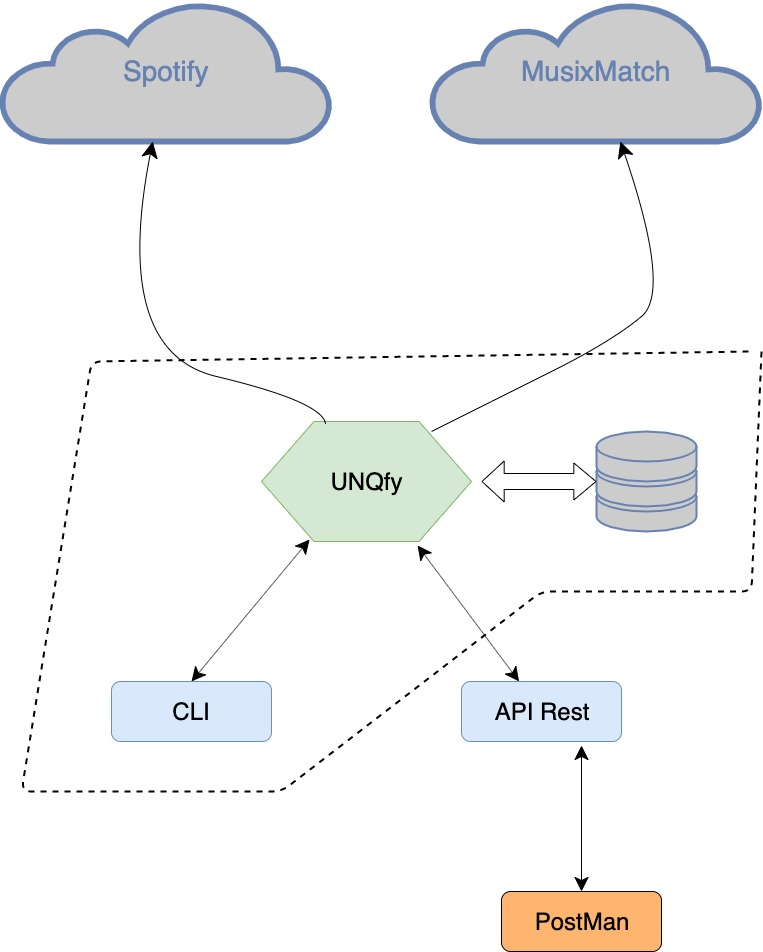 Spotify
MusixMatch
UNQfy
CLI
API Rest
PostMan